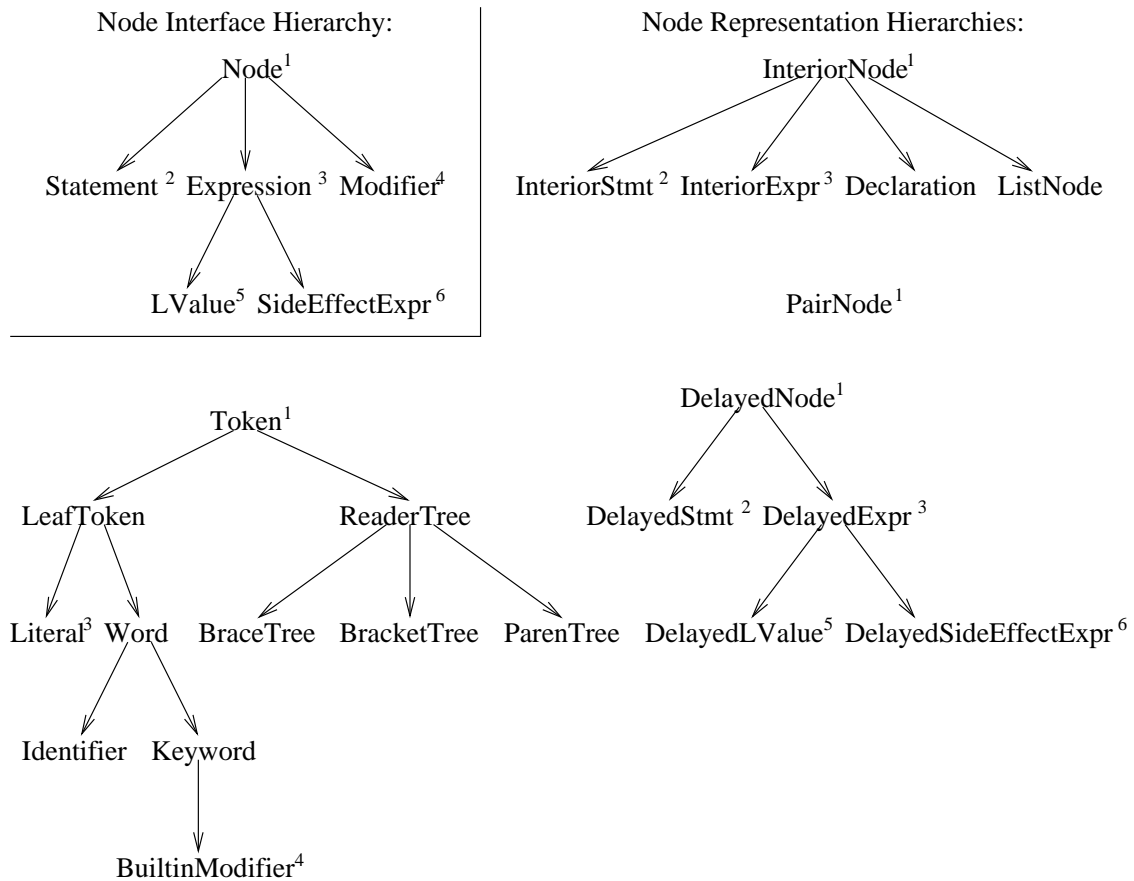 Node Interface Hierarchy:
Node¹
Statement ² Expression ³ Modifier⁴
LValue⁵ SideEffectExpr ⁶
Node Representation Hierarchies:
InteriorNode¹
InteriorStmt ² InteriorExpr ³ Declaration ListNode
PairNode¹
Token¹
LeafToken ReaderTree
Literal³ Word BraceTree BracketTree ParenTree
Identifier Keyword
BuiltinModifier⁴
DelayedNode¹
DelayedStmt ² DelayedExpr ³
DelayedLValue⁵ DelayedSideEffectExpr ⁶